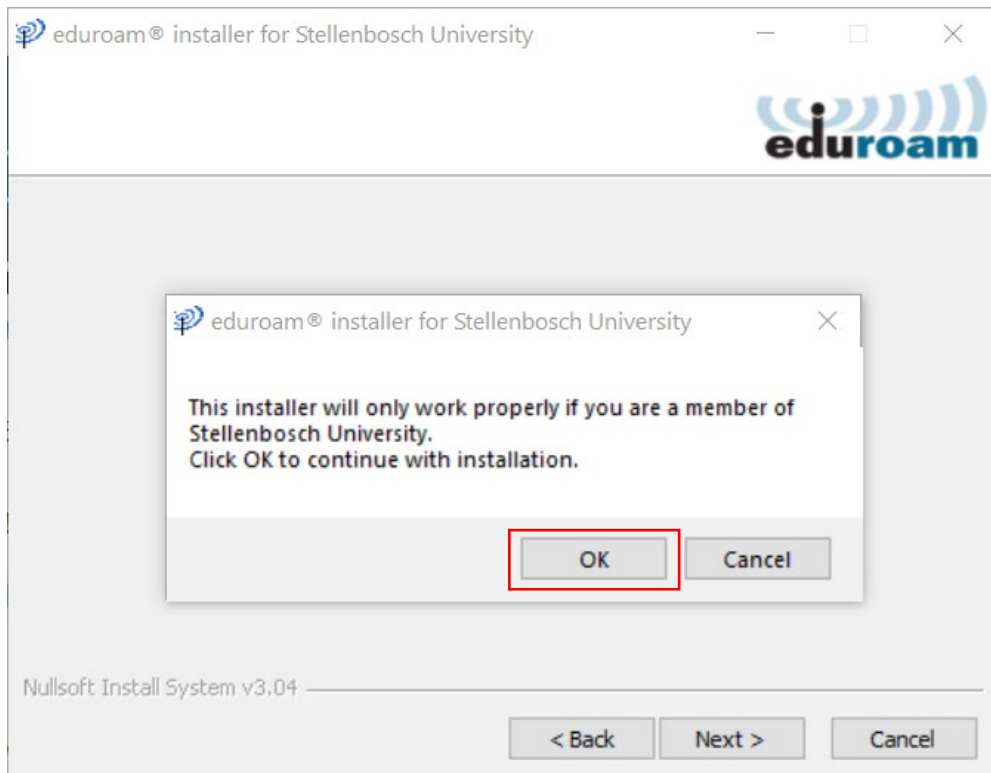 eduroam® installer for Stellenbosch University
eduroam
eduroam® installer for Stellenbosch University
This installer will only work properly if you are a member of
Stellenbosch University.
Click OK to continue with installation.
OK Cancel
Nullsoft Install System v3.04
< Back Next > Cancel